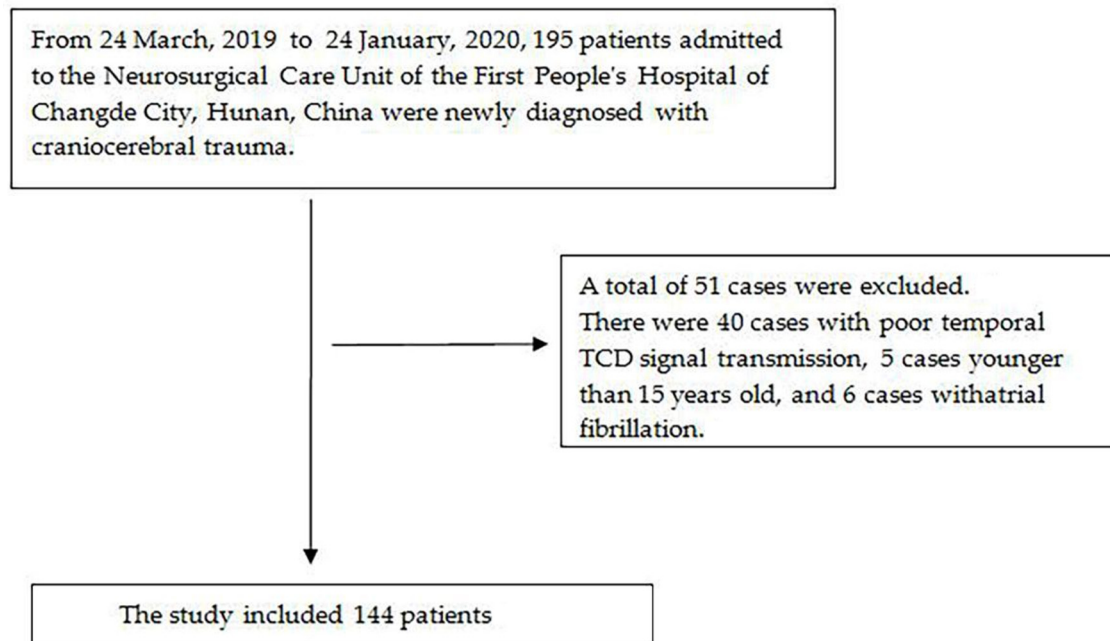 From 24 March, 2019 to 24 January, 2020, 195 patients admitted
to the Neurosurgical Care Unit of the First People's Hospital of
Changde City, Hunan, China were newly diagnosed with
craniocerebral trauma.
A total of 51 cases were excluded.
There were 40 cases with poor temporal
TCD signal transmission, 5 cases younger
than 15 years old, and 6 cases withatrial
fibrillation.
The study included 144 patients